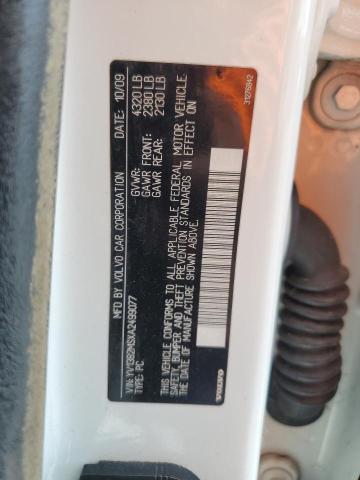 MFD BY VOLVO CAR CORPORATION DATE: 10/09
GVWR: 4320 LB
GAWR FRONT: 2380 LB
GAWR REAR: 2130 LB
THIS VEHICLE CONFORMS TO ALL APPLICABLE FEDERAL MOTOR VEHICLE
SAFETY, BUMPER AND THEFT PREVENTION STANDARDS IN EFFECT ON
THE DATE OF MANUFACTURE SHOWN ABOVE.
VIN: YV1382MSXA2499077
TYPE: PC
VOLVO
31276942